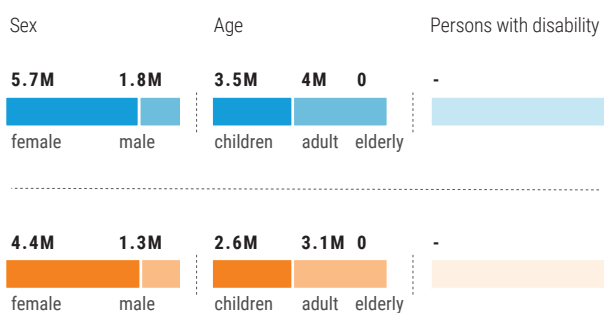 Sex Age Persons with disability
5.7M 1.8M 3.5M 4M 0 -
female male children adult elderly
4.4M 1.3M 2.6M 3.1M 0 -
female male children adult elderly